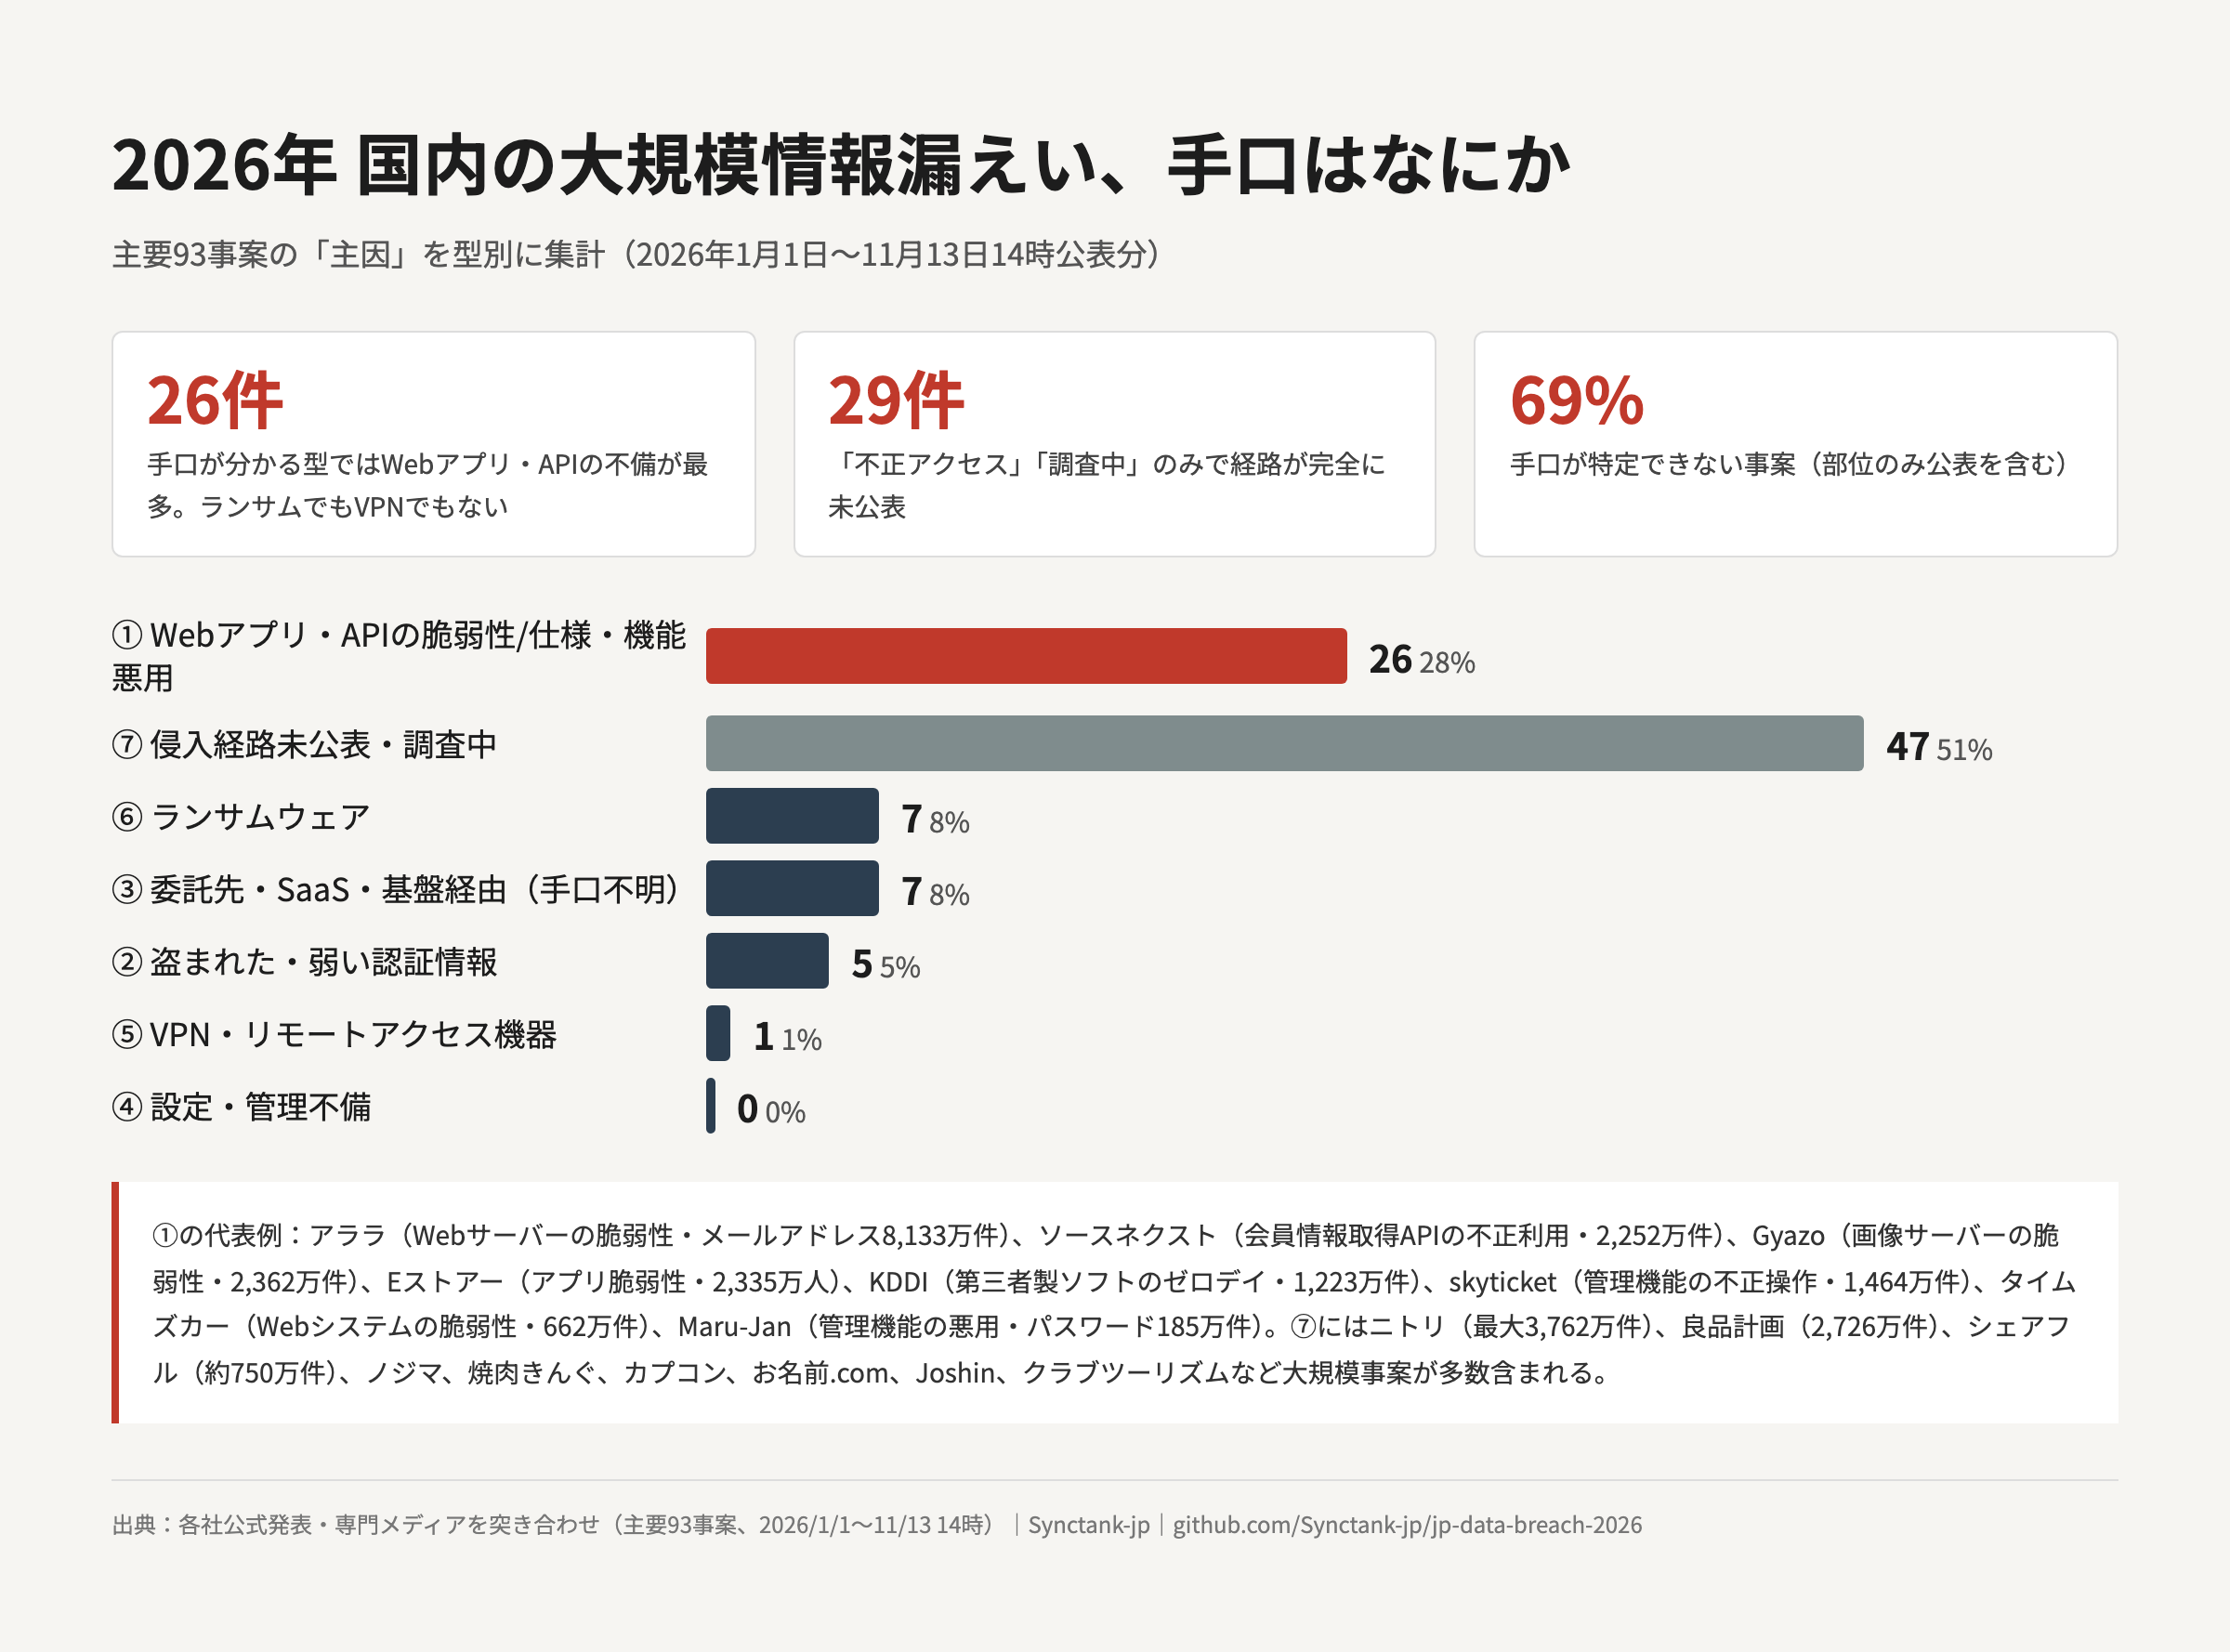 2026年 国内の大規模情報漏えい、手口はなにか
主要93事案の「主因」を型別に集計（2026年1月1日〜11月13日14時公表分）
26件
手口が分かる型ではWebアプリ・APIの不備が最
多。ランサムでもVPNでもない
29件
「不正アクセス」「調査中」のみで経路が完全に
未公表
69%
手口が特定できない事案（部位のみ公表を含む）
① Webアプリ・APIの脆弱性/仕様・機能
悪用
26 28%
⑦ 侵入経路未公表・調査中
47 51%
⑥ ランサムウェア
7 8%
③ 委託先・SaaS・基盤経由（手口不明）
7 8%
② 盗まれた・弱い認証情報
5 5%
⑤ VPN・リモートアクセス機器
1 1%
④ 設定・管理不備
0 0%
①の代表例：アララ（Webサーバーの脆弱性・メールアドレス8,133万件）、ソースネクスト（会員情報取得APIの不正利用・2,252万件）、Gyazo（画像サーバーの脆
弱性・2,362万件）、Eストアー（アプリ脆弱性・2,335万人）、KDDI（第三者製ソフトのゼロデイ・1,223万件）、skyticket（管理機能の不正操作・1,464万件）、タイム
ズカー（Webシステムの脆弱性・662万件）、Maru-Jan（管理機能の悪用・パスワード185万件）。⑦にはニトリ（最大3,762万件）、良品計画（2,726万件）、シェアフ
ル（約750万件）、ノジマ、焼肉きんぐ、カプコン、お名前.com、Joshin、クラブツーリズムなど大規模事案が多数含まれる。
出典：各社公式発表・専門メディアを突き合わせ（主要93事案、2026/1/1〜11/13 14時）｜Synctank-jp｜github.com/Synctank-jp/jp-data-breach-2026